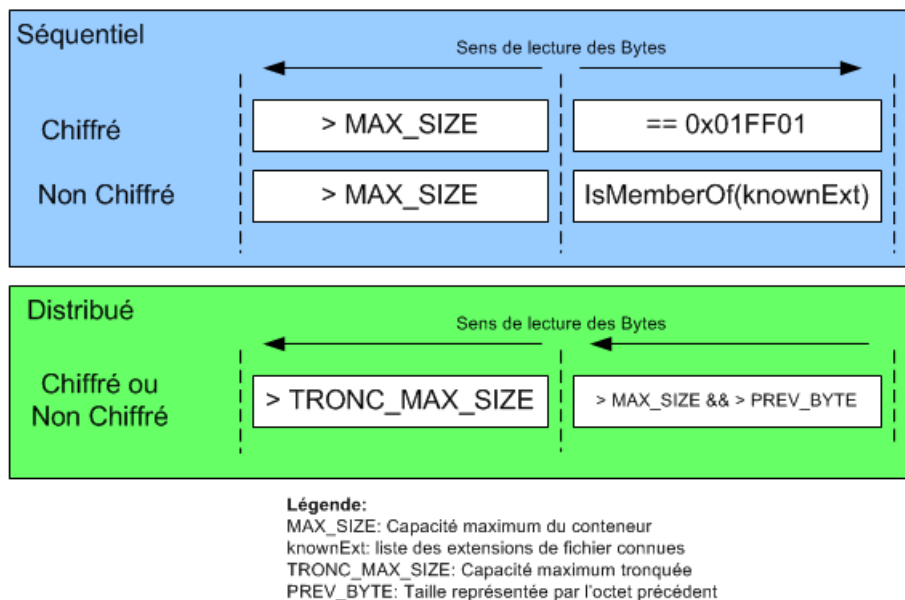 Séquentiel
Sens de lecture des Bytes
Chiffré
> MAX_SIZE
== 0x01FF01
Non Chiffré
> MAX_SIZE
IsMemberOf(knownExt)
Distribué
Sens de lecture des Bytes
Chiffré ou
Non Chiffré
> TRONC_MAX_SIZE
> MAX_SIZE && > PREV_BYTE
Légende:
MAX_SIZE: Capacité maximum du conteneur
knownExt: liste des extensions de fichier connues
TRONC_MAX_SIZE: Capacité maximum tronquée
PREV_BYTE: Taille représentée par l'octet précédent